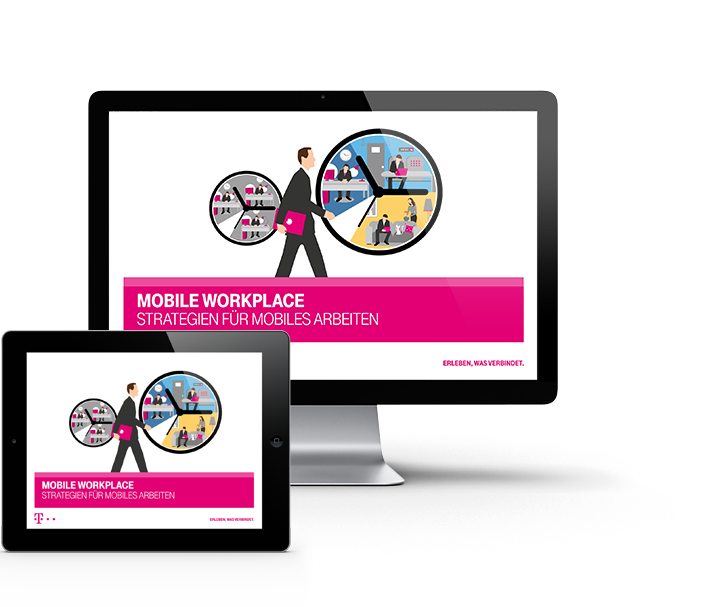 MOBILE WORKPLACE
STRATEGIEN FÜR MOBILES ARBEITEN
ERLEBEN, WAS VERBINDET.
MOBILE WORKPLACE
STRATEGIEN FÜR MOBILES ARBEITEN
T
ERLEBEN, WAS VERBINDET.